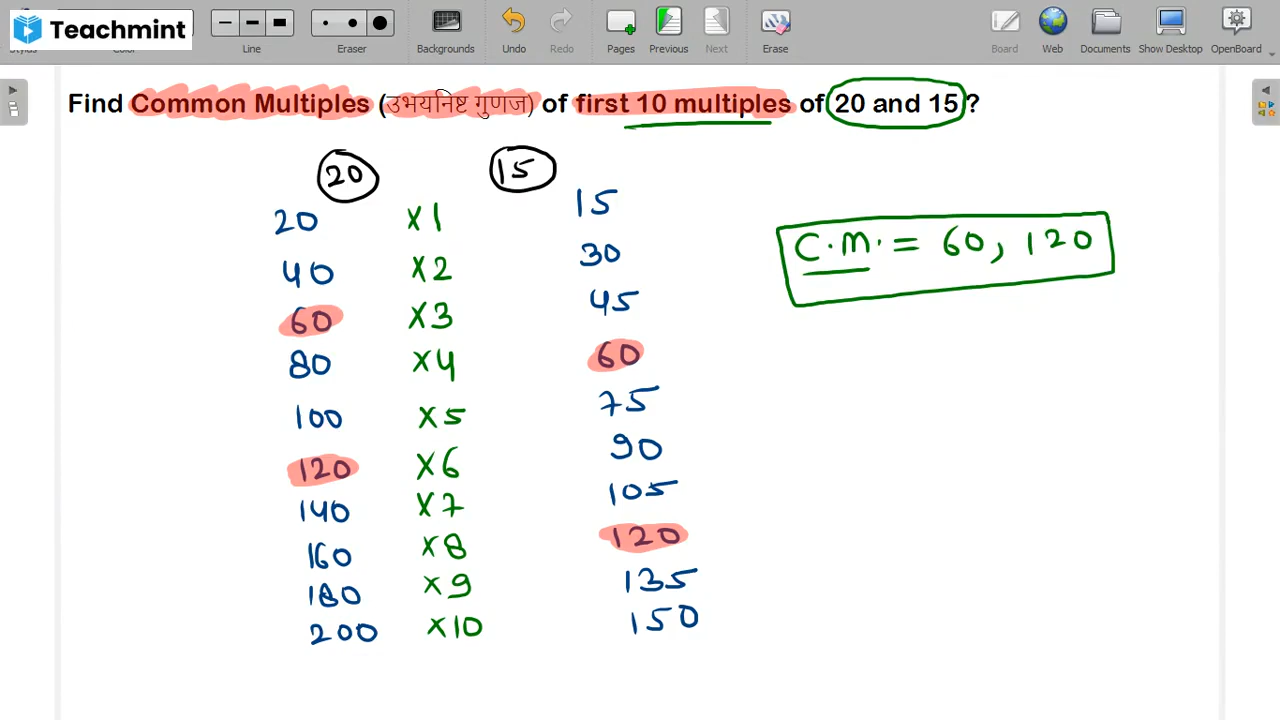 Teachmint
Line Eraser Backgrounds Undo Redo Pages Previous Next Erase Board Web Documents Show Desktop OpenBoard
Find Common Multiples (उभयनिष्ट गुणज) of first 10 multiples of 20 and 15 ?
20 15
20 x1 15
40 x2 30
60 x3 45
80 x4 60
100 x5 75
120 x6 90
140 x7 105
160 x8 120
180 x9 135
200 x10 150
C.M. = 60, 120